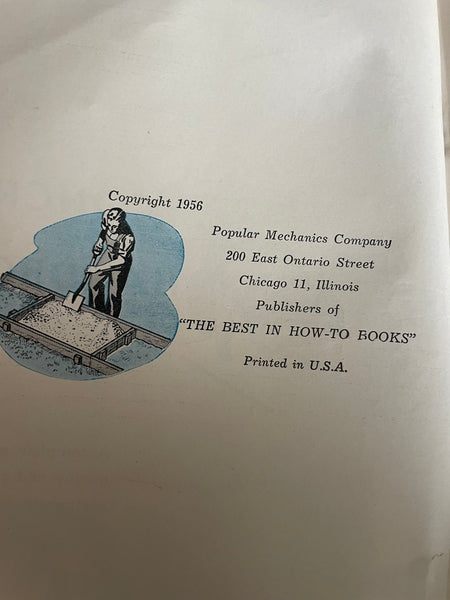 Copyright 1956
Popular Mechanics Company
200 East Ontario Street
Chicago 11, Illinois
Publishers of
"THE BEST IN HOW-TO BOOKS"
Printed in U.S.A.